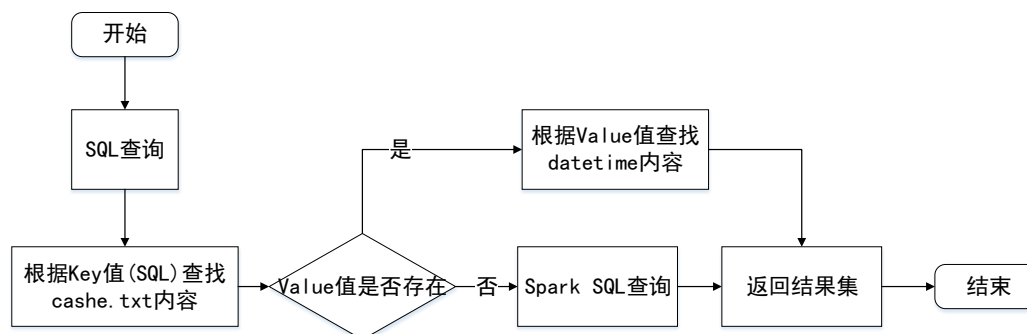 开始
SQL查询
根据Key值(SQL)查找
cashe.txt内容
Value值是否存在
是
根据Value值查找
datetime内容
否
Spark SQL查询
返回结果集
结束